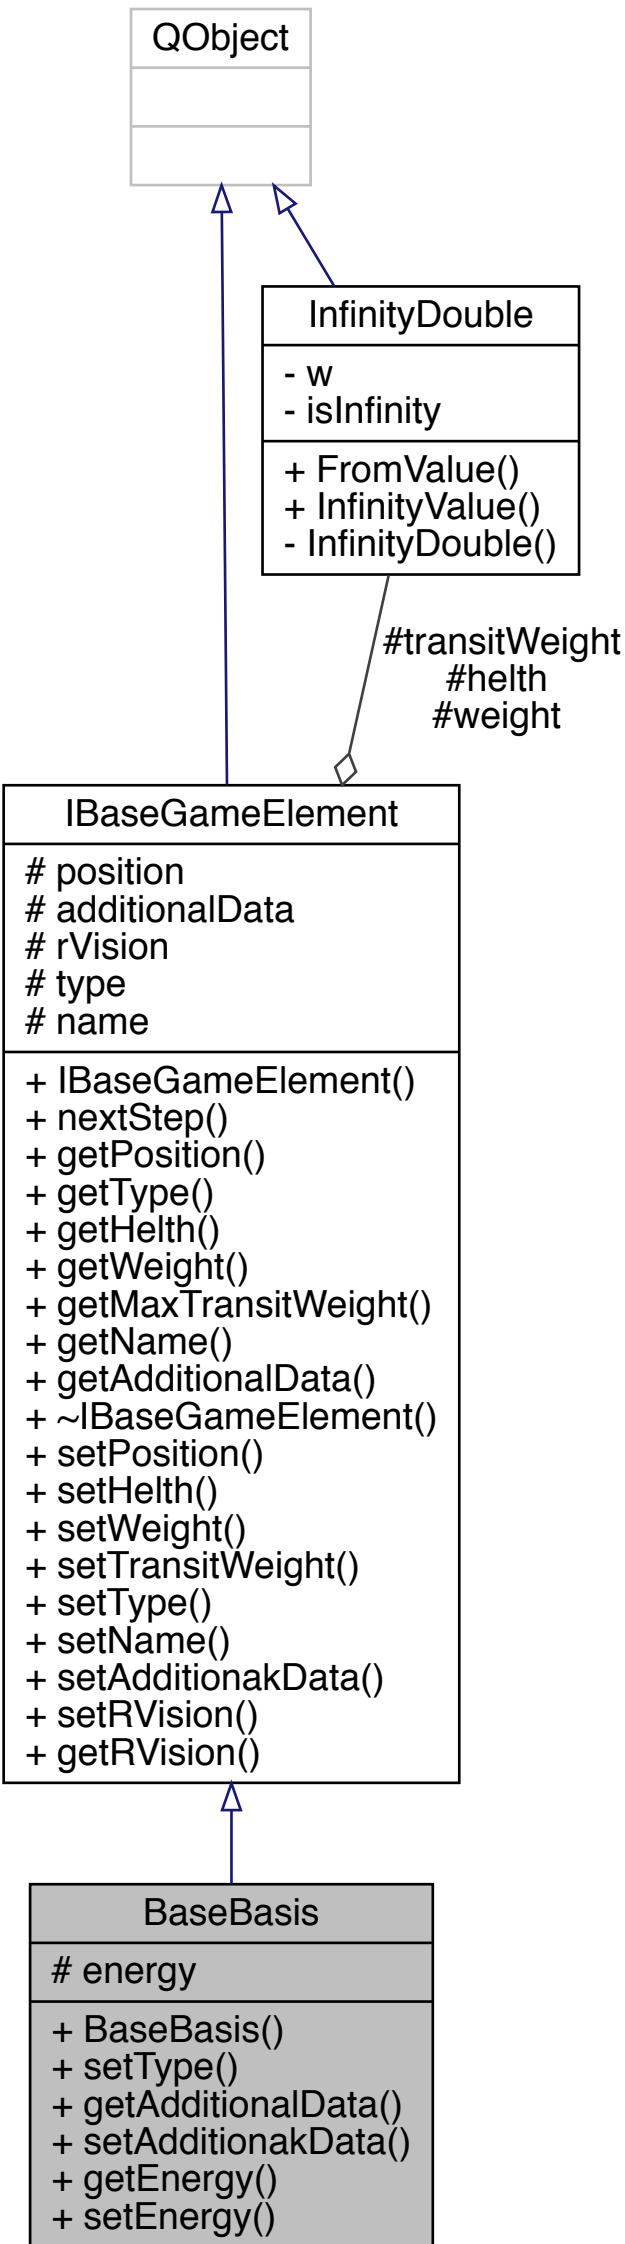 QObject
InfinityDouble
- w
- isInfinity
+ FromValue()
+ InfinityValue()
- InfinityDouble()
#transitWeight
#helth
#weight
IBaseGameElement
# position
# additionalData
# rVision
# type
# name
+ IBaseGameElement()
+ nextStep()
+ getPosition()
+ getType()
+ getHelth()
+ getWeight()
+ getMaxTransitWeight()
+ getName()
+ getAdditionalData()
+ ~IBaseGameElement()
+ setPosition()
+ setHelth()
+ setWeight()
+ setTransitWeight()
+ setType()
+ setName()
+ setAdditionakData()
+ setRVision()
+ getRVision()
BaseBasis
# energy
+ BaseBasis()
+ setType()
+ getAdditionalData()
+ setAdditionakData()
+ getEnergy()
+ setEnergy()